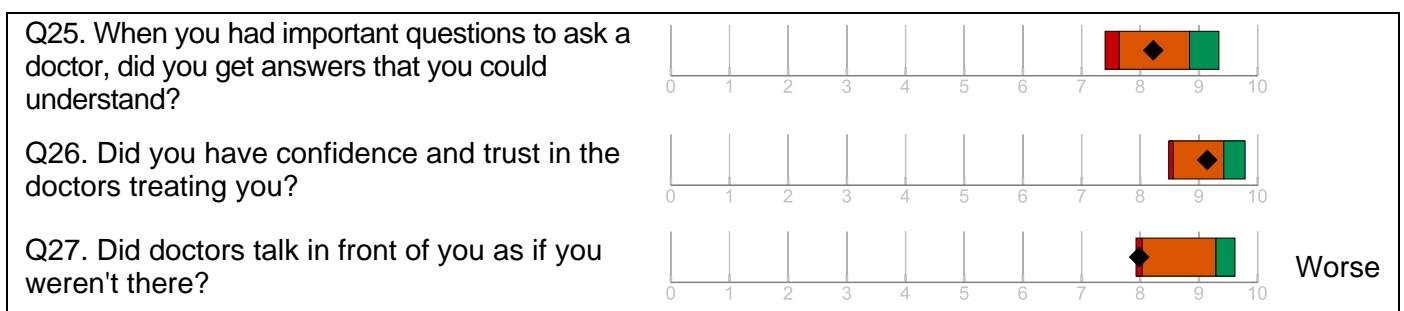 Q25. When you had important questions to ask a
doctor, did you get answers that you could
understand?
0 1 2 3 4 5 6 7 8 9 10
Q26. Did you have confidence and trust in the
doctors treating you?
0 1 2 3 4 5 6 7 8 9 10
Q27. Did doctors talk in front of you as if you
weren't there?
Worse
0 1 2 3 4 5 6 7 8 9 10